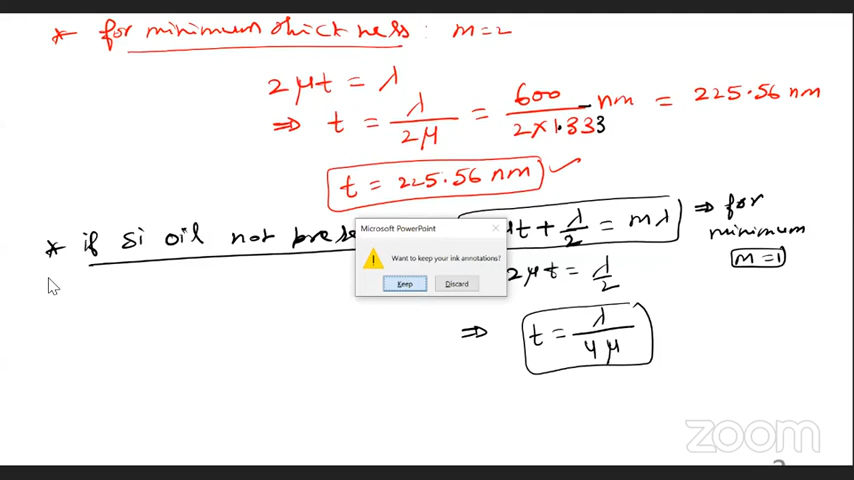 * for minimum thickness : m=2
2μt = λ
⇒ t = λ/2μ = 600/2×1.333 nm = 225.56 nm
t = 225.56 nm ✓
* if Si oil not prese
μt + λ/2 = mλ ⇒ for
minimum
m=1
2μt = λ/2
⇒ t = λ/4μ
Microsoft PowerPoint
Want to keep your ink annotations?
Keep Discard
zoom